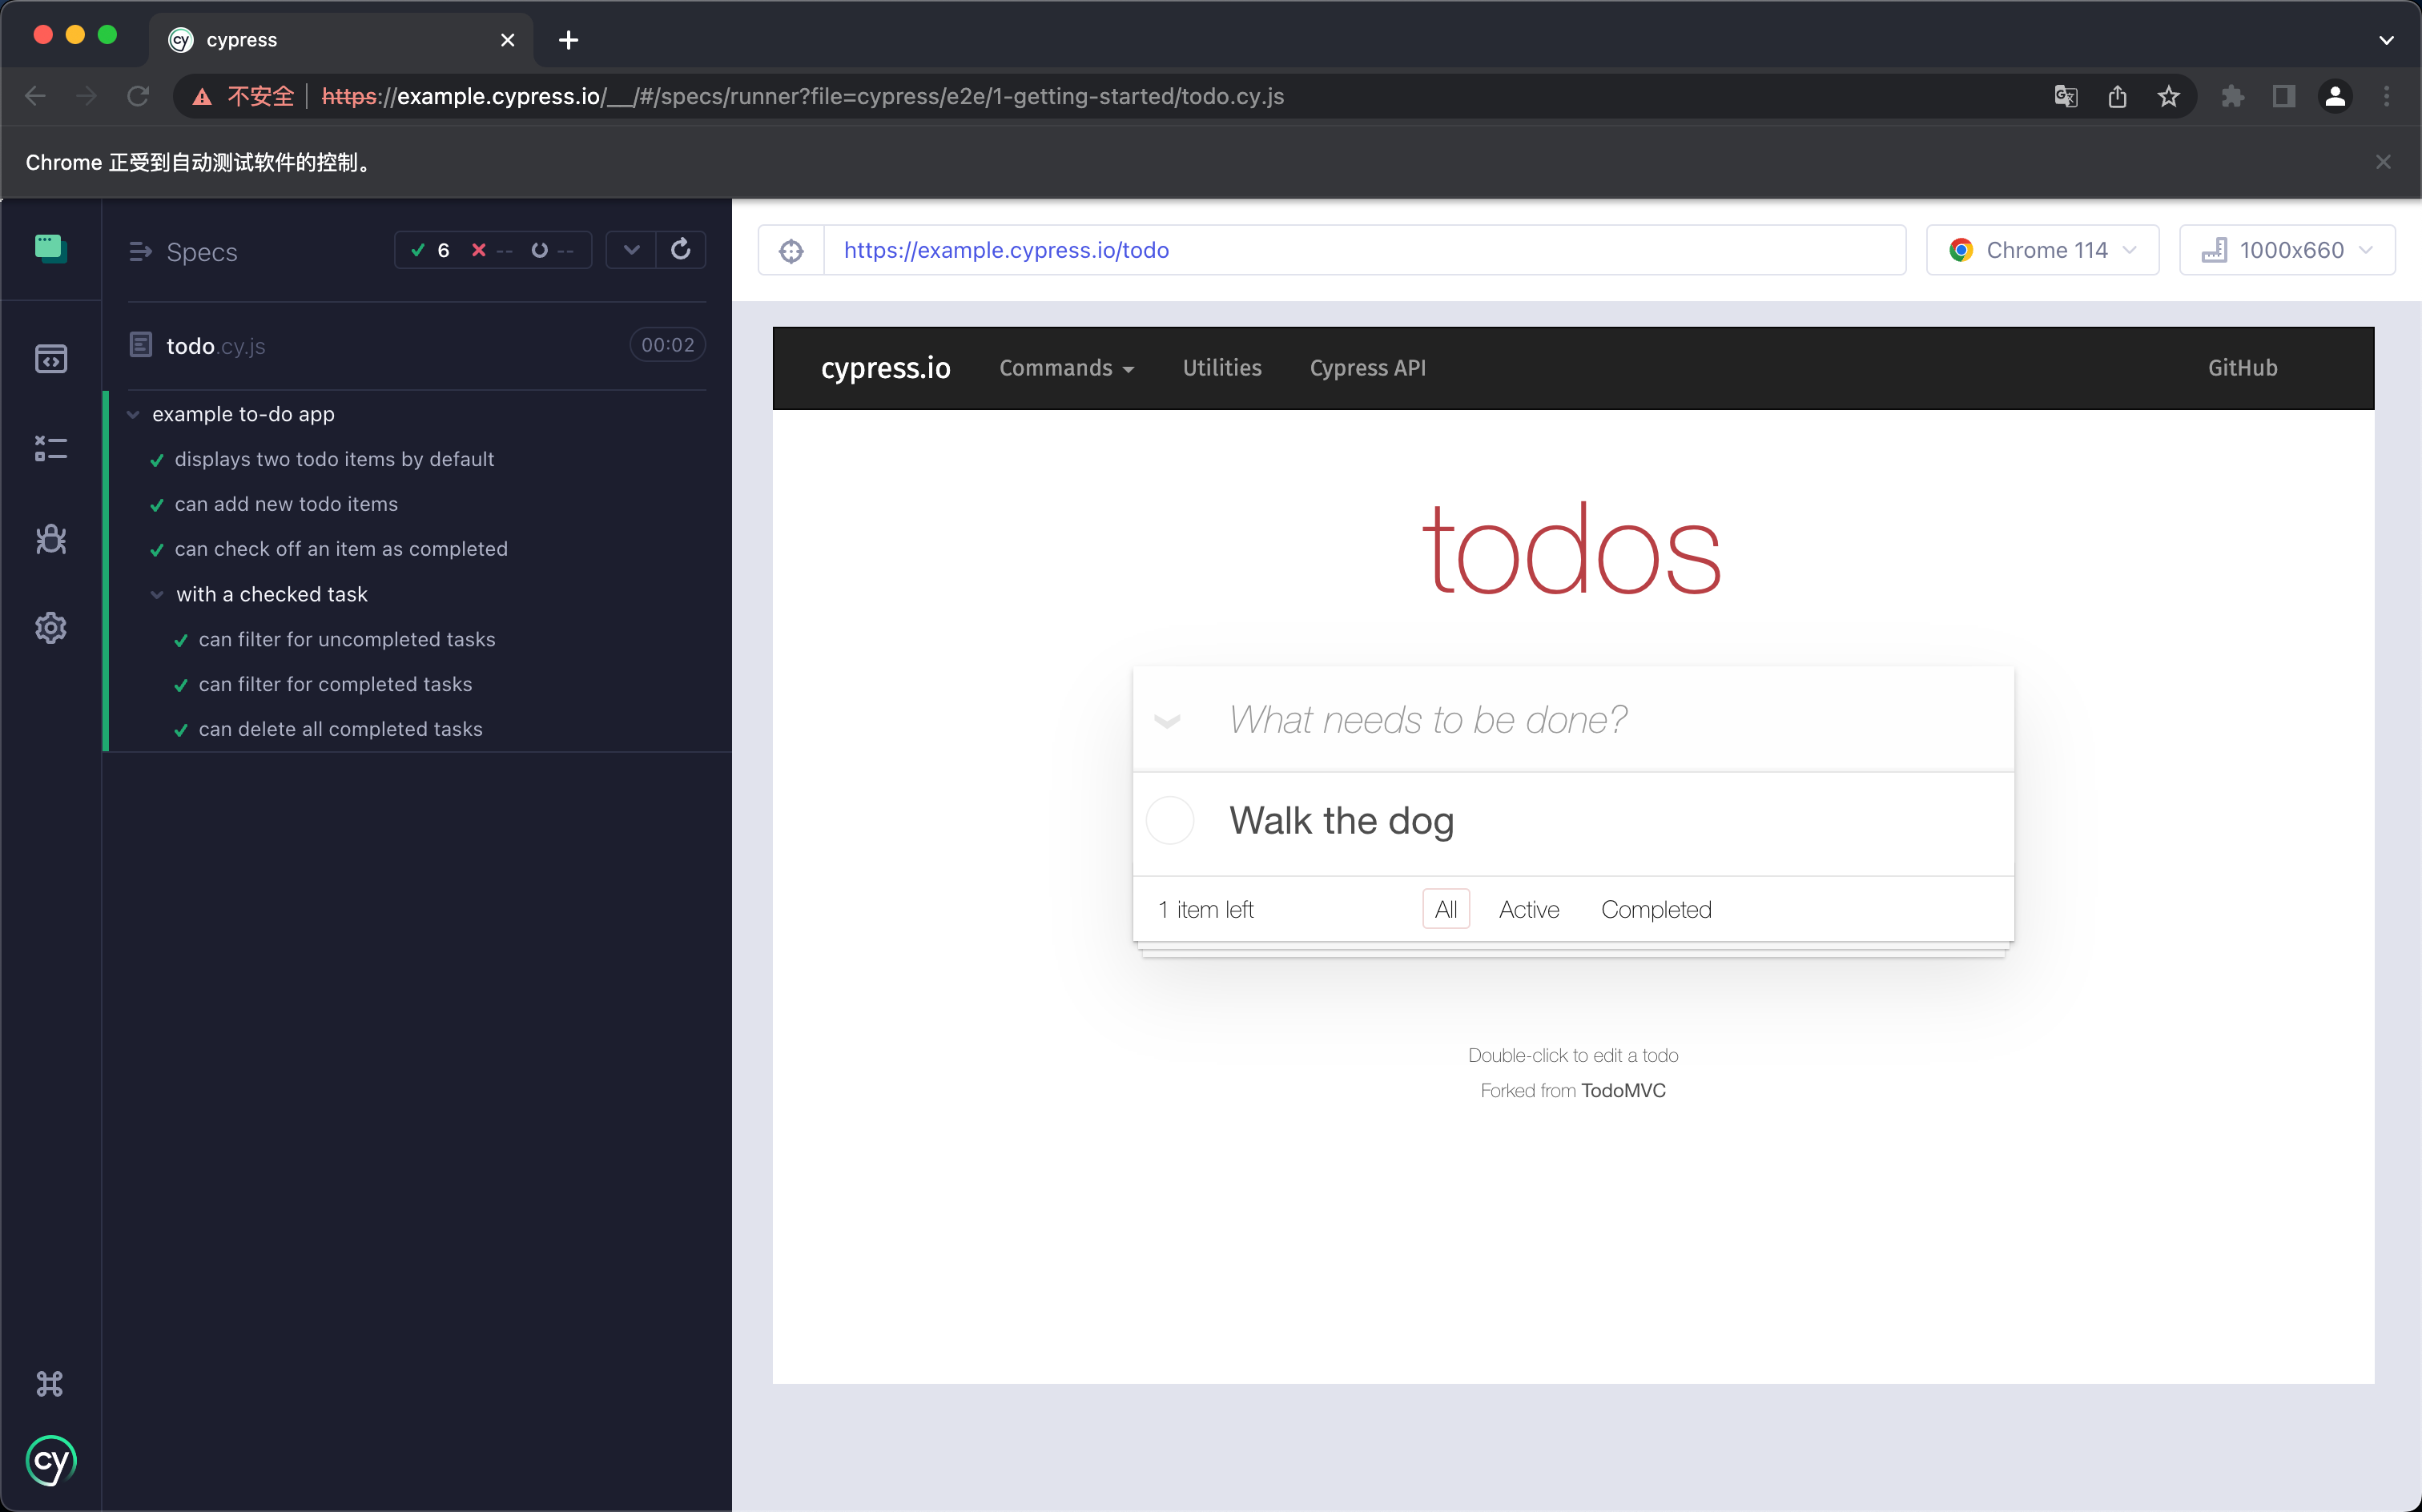 cy cypress
不安全 https://example.cypress.io/__/#/specs/runner?file=cypress/e2e/1-getting-started/todo.cy.js
Chrome 正受到自动测试软件的控制。
Specs 6 -- --
https://example.cypress.io/todo Chrome 114 1000x660
todo.cy.js 00:02
cypress.io Commands Utilities Cypress API GitHub
example to-do app
displays two todo items by default
can add new todo items
can check off an item as completed
with a checked task
can filter for uncompleted tasks
can filter for completed tasks
can delete all completed tasks
todos
What needs to be done?
Walk the dog
1 item left All Active Completed
Double-click to edit a todo
Forked from TodoMVC
cy